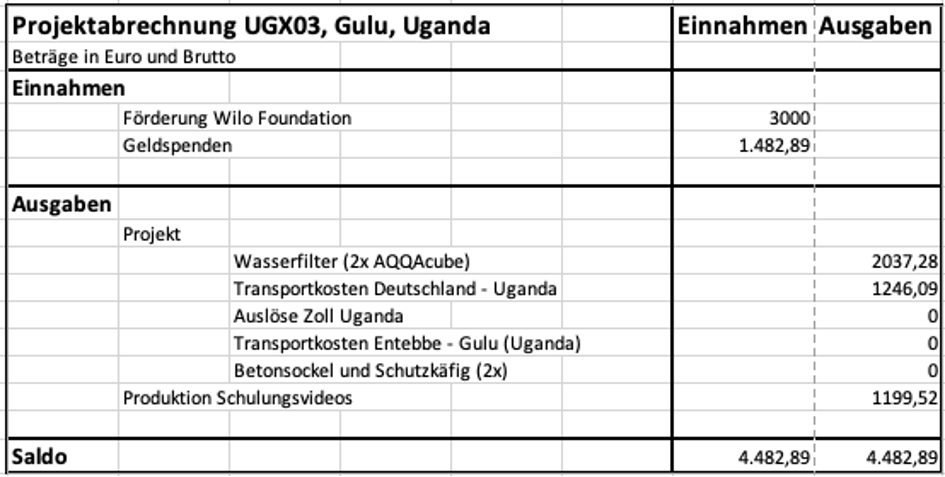 Projektabrechnung UGX03, Gulu, Uganda Einnahmen Ausgaben
Beträge in Euro und Brutto
Einnahmen
Förderung Wilo Foundation 3000
Geldspenden 1.482,89
Ausgaben
Projekt
Wasserfilter (2x AQQAcube) 2037,28
Transportkosten Deutschland - Uganda 1246,09
Auslöse Zoll Uganda 0
Transportkosten Entebbe - Gulu (Uganda) 0
Betonsockel und Schutzkäfig (2x) 0
Produktion Schulungsvideos 1199,52
Saldo 4.482,89 4.482,89